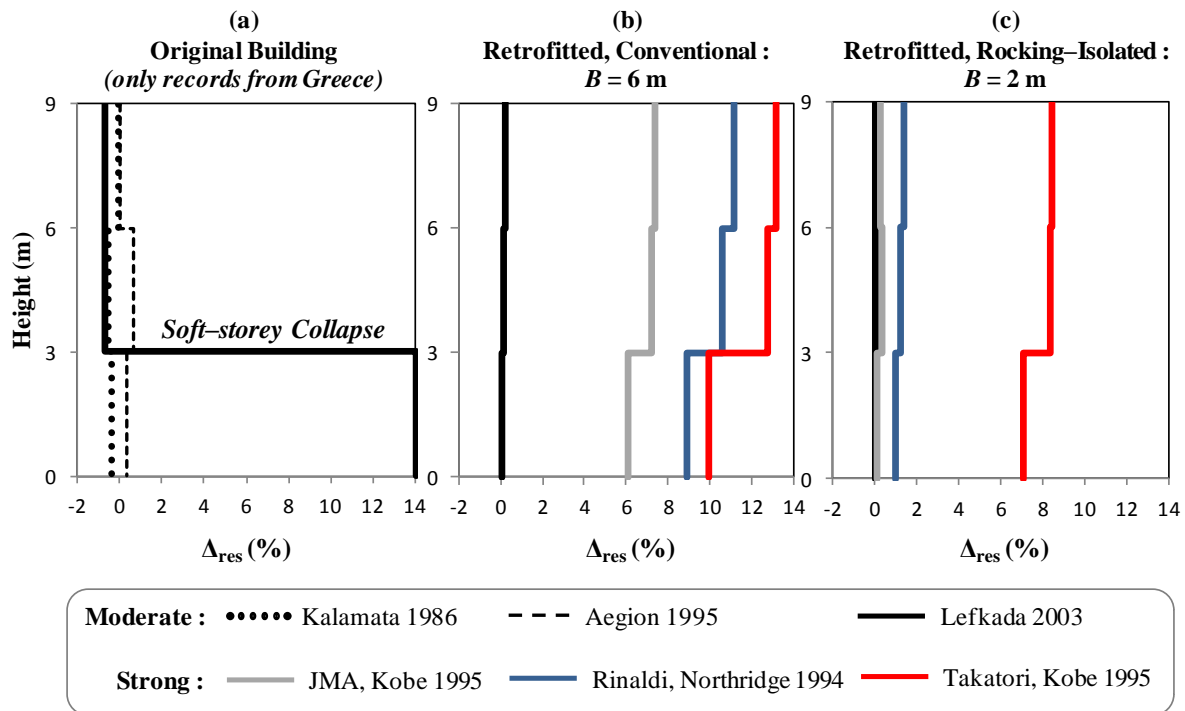 (a)
Original Building
(only records from Greece)
(b)
Retrofitted, Conventional :
B = 6 m
(c)
Retrofitted, Rocking–Isolated :
B = 2 m
Height (m)
9
6
3
0
Soft–storey Collapse
-2 0 2 4 6 8 10 12 14
Δres (%)
9
6
3
0
-2 0 2 4 6 8 10 12 14
Δres (%)
9
6
3
0
-2 0 2 4 6 8 10 12 14
Δres (%)
Moderate : Kalamata 1986 Aegion 1995 Lefkada 2003
Strong : JMA, Kobe 1995 Rinaldi, Northridge 1994 Takatori, Kobe 1995